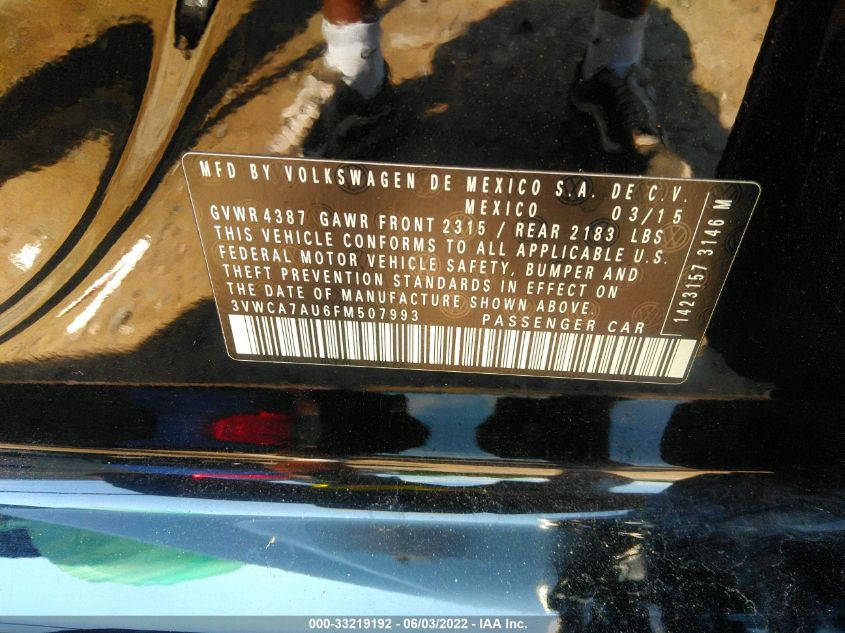 MFD BY VOLKSWAGEN DE MEXICO S.A. DE C.V.
MEXICO 03/15
GVWR 4387 GAWR FRONT 2315 / REAR 2183 LBS
THIS VEHICLE CONFORMS TO ALL APPLICABLE U.S.
FEDERAL MOTOR VEHICLE SAFETY, BUMPER AND
THEFT PREVENTION STANDARDS IN EFFECT ON
THE DATE OF MANUFACTURE SHOWN ABOVE.
3VWCA7AU6FM507993 PASSENGER CAR
1423157 3146 M
000-33219192 - 06/03/2022 - IAA Inc.